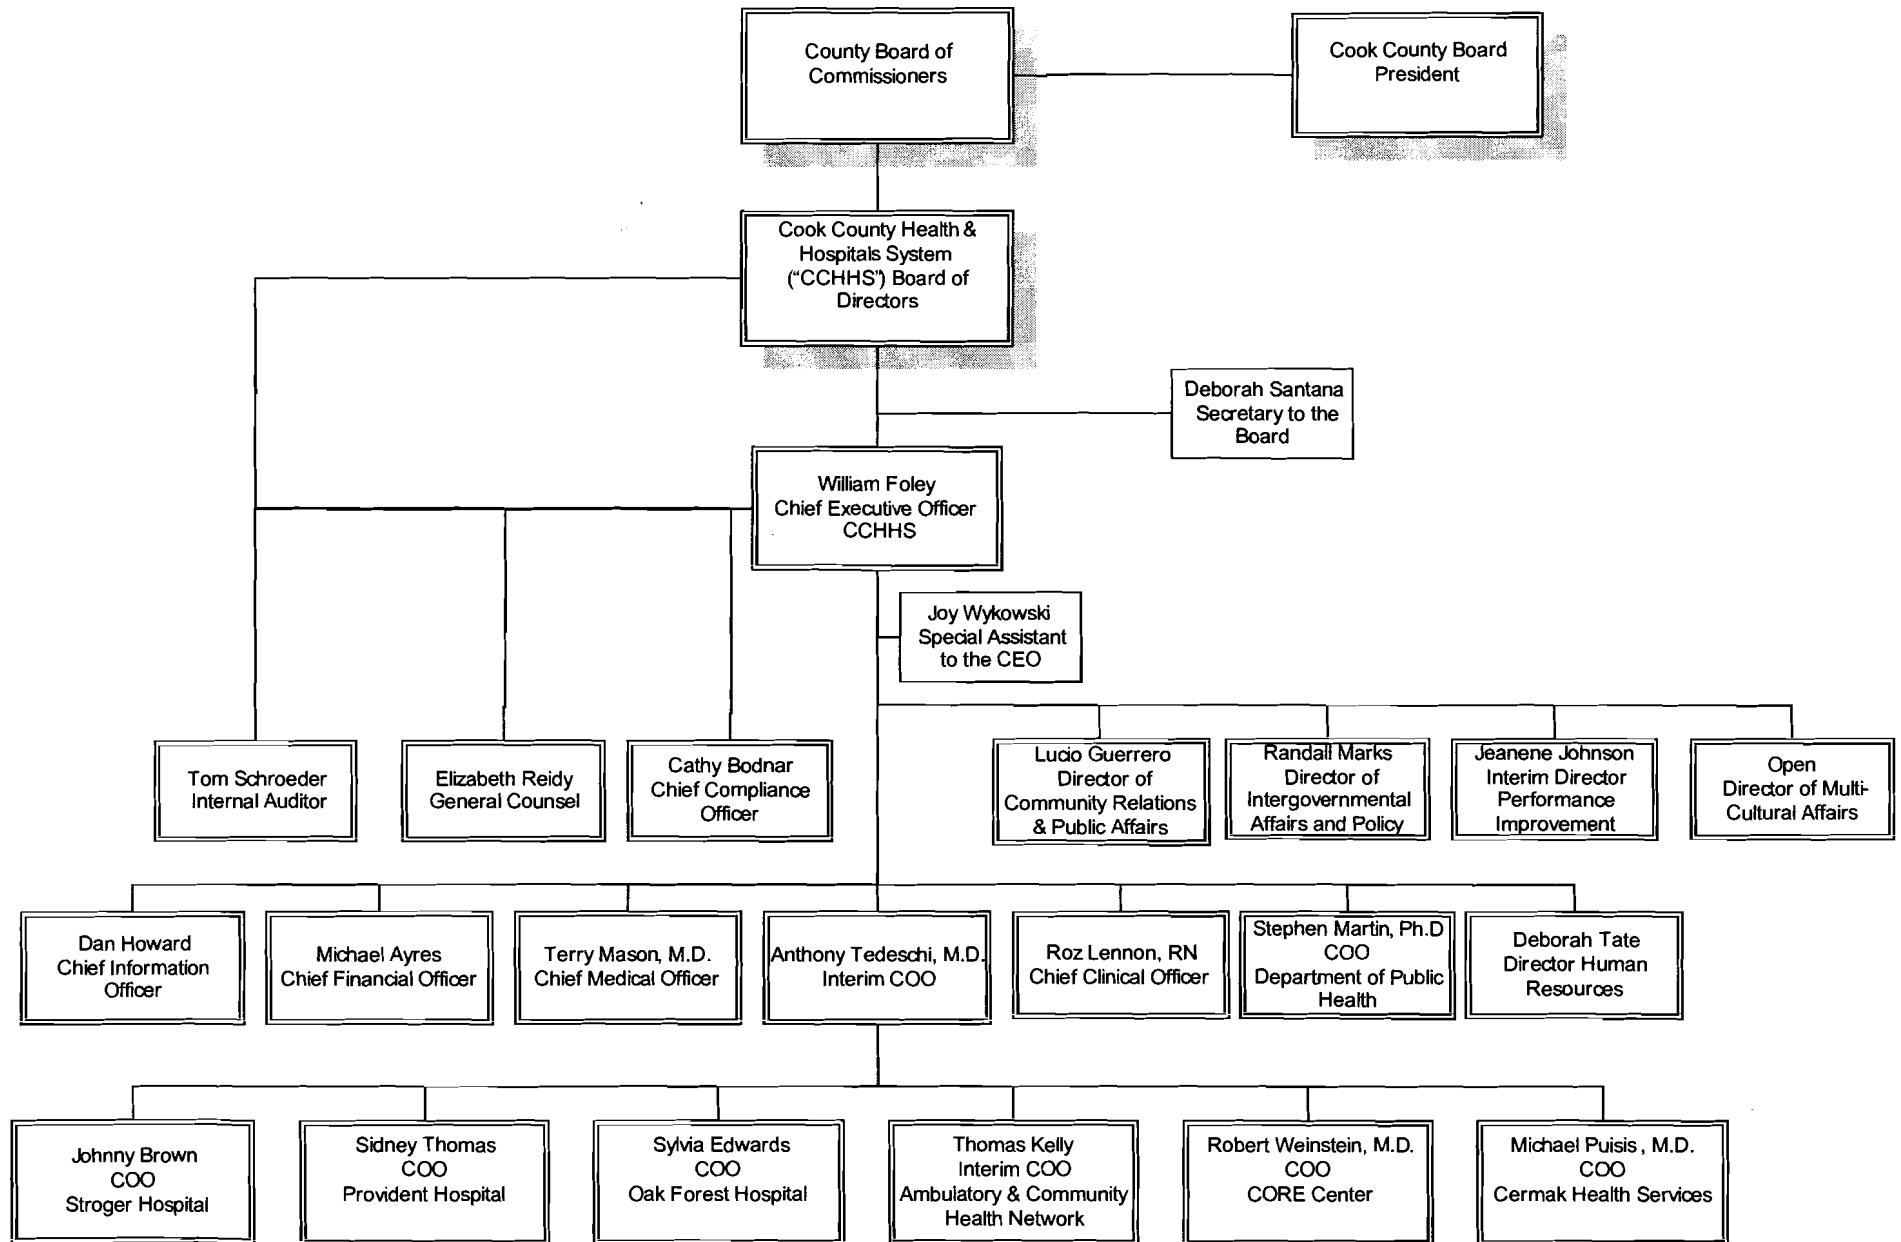 County Board of
Commissioners
Cook County Board
President
Cook County Health &
Hospitals System
("CCHHS") Board of
Directors
Deborah Santana
Secretary to the
Board
William Foley
Chief Executive Officer
CCHHS
Joy Wykowski
Special Assistant
to the CEO
Tom Schroeder
Internal Auditor
Elizabeth Reidy
General Counsel
Cathy Bodnar
Chief Compliance
Officer
Lucio Guerrero
Director of
Community Relations
& Public Affairs
Randall Marks
Director of
Intergovernmental
Affairs and Policy
Jeanene Johnson
Interim Director
Performance
Improvement
Open
Director of Multi-
Cultural Affairs
Dan Howard
Chief Information
Officer
Michael Ayres
Chief Financial Officer
Terry Mason, M.D.
Chief Medical Officer
Anthony Tedeschi, M.D.
Interim COO
Roz Lennon, RN
Chief Clinical Officer
Stephen Martin, Ph.D
COO
Department of Public
Health
Deborah Tate
Director Human
Resources
Johnny Brown
COO
Stroger Hospital
Sidney Thomas
COO
Provident Hospital
Sylvia Edwards
COO
Oak Forest Hospital
Thomas Kelly
Interim COO
Ambulatory & Community
Health Network
Robert Weinstein, M.D.
COO
CORE Center
Michael Puisis , M.D.
COO
Cermak Health Services